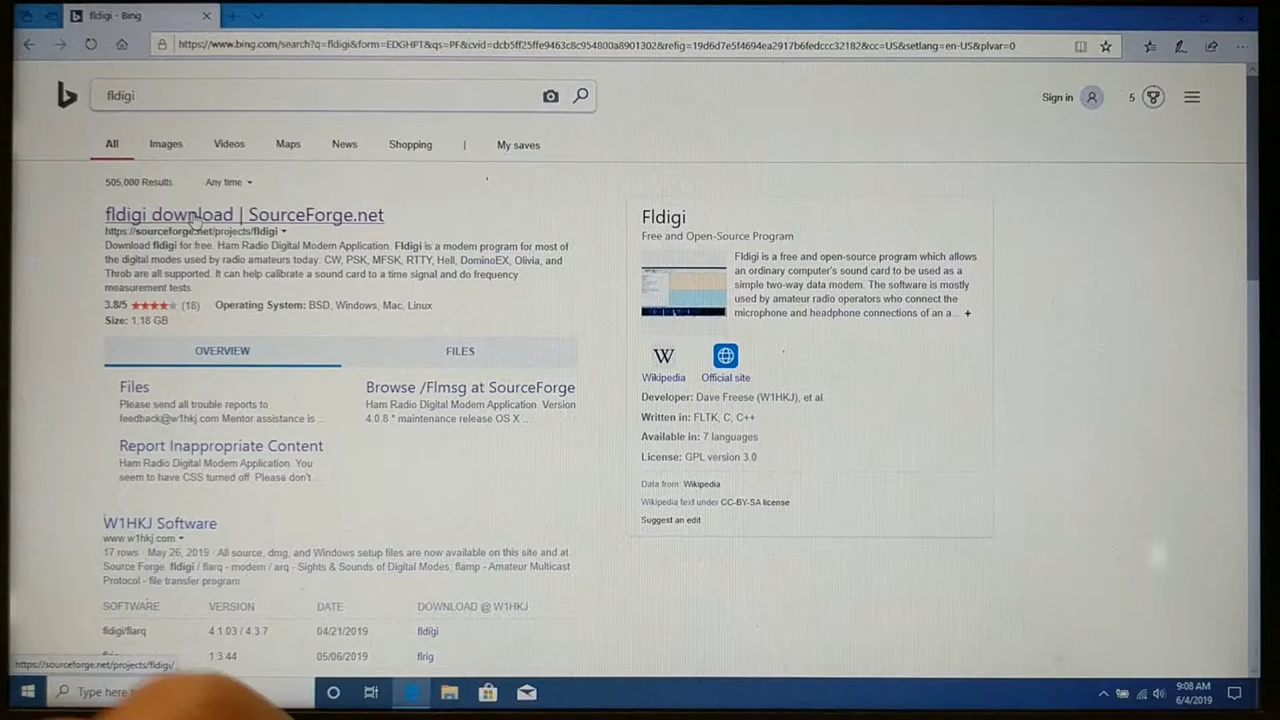 fldigi - Bing
https://www.bing.com/search?q=fldigi&form=EDGHPT&qs=PF&cvid=dcb5ff25ffe9463c8c954800a8901302&refig=19d6d7e5f4694ea2917b6fedccc32182&cc=US&setlang=en-US&plvar=0
fldigi
Sign in
5
All Images Videos Maps News Shopping | My saves
505,000 Results Any time
fldigi download | SourceForge.net
https://sourceforge.net/projects/fldigi
Download fldigi for free. Ham Radio Digital Modem Application. Fldigi is a modem program for most of
the digital modes used by radio amateurs today: CW, PSK, MFSK, RTTY, Hell, DominoEX, Olivia, and
Throb are all supported. It can help calibrate a sound card to a time signal and do frequency
measurement tests.
3.8/5 (18) Operating System: BSD, Windows, Mac, Linux
Size: 1.18 GB
OVERVIEW FILES
Files
Please send all trouble reports to
feedback@w1hkj.com Mentor assistance is ...
Browse /Flmsg at SourceForge
Ham Radio Digital Modem Application. Version
4.0.8 * maintenance release OS X ...
Report Inappropriate Content
Ham Radio Digital Modem Application. You
seem to have CSS turned off. Please don't ...
W1HKJ Software
www.w1hkj.com
17 rows · May 26, 2019 · All source, dmg, and Windows setup files are now available on this site and at
Source Forge. fldigi / flarq - modem / arq - Sights & Sounds of Digital Modes; flamp - Amateur Multicast
Protocol - file transfer program
SOFTWARE VERSION DATE DOWNLOAD @ W1HKJ
fldigi/flarq 4.1.03 / 4.3.7 04/21/2019 fldigi
1.3.44 05/06/2019 flrig
Fldigi
Free and Open-Source Program
Fldigi is a free and open-source program which allows
an ordinary computer's sound card to be used as a
simple two-way data modem. The software is mostly
used by amateur radio operators who connect the
microphone and headphone connections of an a... +
W
Wikipedia Official site
Developer: Dave Freese (W1HKJ), et al.
Written in: FLTK, C, C++
Available in: 7 languages
License: GPL version 3.0
Data from: Wikipedia
Wikipedia text under CC-BY-SA license
Suggest an edit
https://sourceforge.net/projects/fldigi/
Type here
9:08 AM
6/4/2019